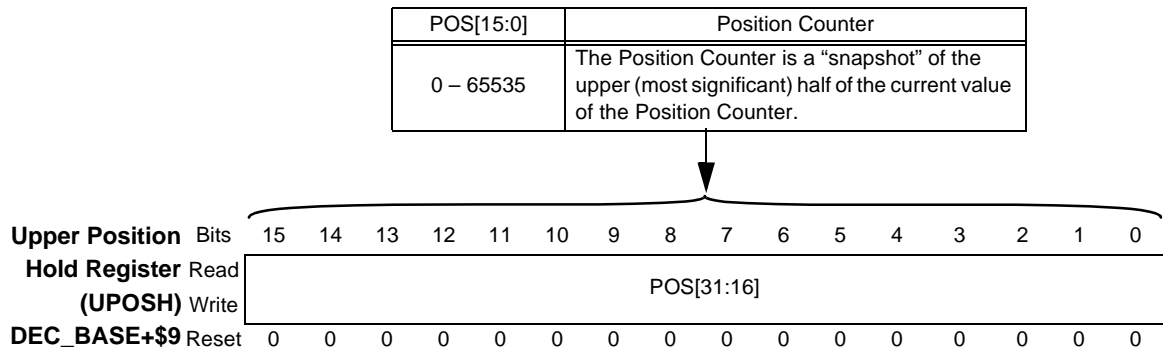 POS[15:0] Position Counter
0 – 65535 The Position Counter is a “snapshot” of the
upper (most significant) half of the current value
of the Position Counter.
Upper Position Bits 15 14 13 12 11 10 9 8 7 6 5 4 3 2 1 0
Hold Register Read POS[31:16]
(UPOSH) Write
DEC_BASE+$9 Reset 0 0 0 0 0 0 0 0 0 0 0 0 0 0 0 0